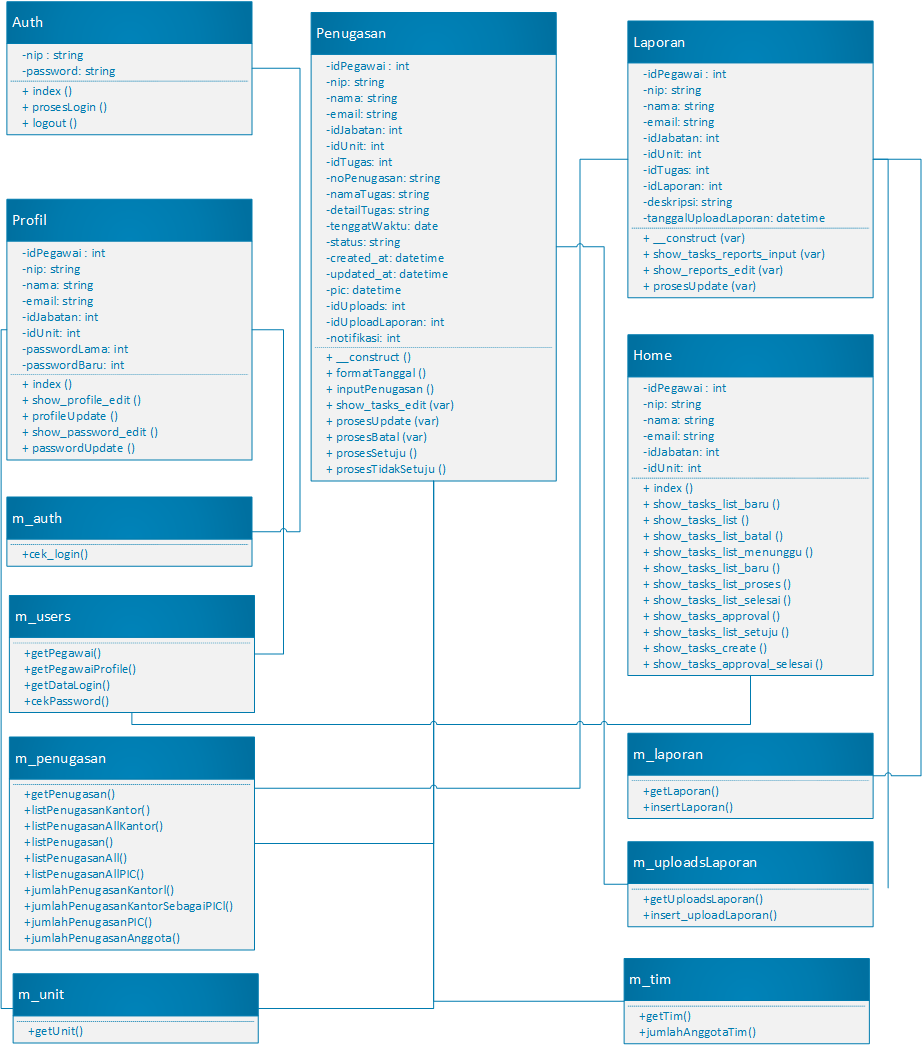 Auth
-nip : string
-password: string
+ index ()
+ prosesLogin ()
+ logout ()
Profil
-idPegawai : int
-nip: string
-nama: string
-email: string
-idJabatan: int
-idUnit: int
-passwordLama: int
-passwordBaru: int
+ index ()
+ show_profile_edit ()
+ profileUpdate ()
+ show_password_edit ()
+ passwordUpdate ()
m_auth
+cek_login()
m_users
+getPegawai()
+getPegawaiProfile()
+getDataLogin()
+cekPassword()
m_penugasan
+getPenugasan()
+listPenugasanKantor()
+listPenugasanAllKantor()
+listPenugasan()
+listPenugasanAll()
+listPenugasanAllPIC()
+jumlahPenugasanKantorl()
+jumlahPenugasanKantorSebagaiPICl()
+jumlahPenugasanPIC()
+jumlahPenugasanAnggota()
m_unit
+getUnit()
Penugasan
-idPegawai : int
-nip: string
-nama: string
-email: string
-idJabatan: int
-idUnit: int
-idTugas: int
-noPenugasan: string
-namaTugas: string
-detailTugas: string
-tenggatWaktu: date
-status: string
-created_at: datetime
-updated_at: datetime
-pic: datetime
-idUploads: int
-idUploadLaporan: int
-notifikasi: int
+ __construct ()
+ formatTanggal ()
+ inputPenugasan ()
+ show_tasks_edit (var)
+ prosesUpdate (var)
+ prosesBatal (var)
+ prosesSetuju ()
+ prosesTidakSetuju ()
Laporan
-idPegawai : int
-nip: string
-nama: string
-email: string
-idJabatan: int
-idUnit: int
-idTugas: int
-idLaporan: int
-deskripsi: string
-tanggalUploadLaporan: datetime
+ __construct (var)
+ show_tasks_reports_input (var)
+ show_reports_edit (var)
+ prosesUpdate (var)
Home
-idPegawai : int
-nip: string
-nama: string
-email: string
-idJabatan: int
-idUnit: int
+ index ()
+ show_tasks_list_baru ()
+ show_tasks_list ()
+ show_tasks_list_batal ()
+ show_tasks_list_menunggu ()
+ show_tasks_list_baru ()
+ show_tasks_list_proses ()
+ show_tasks_list_selesai ()
+ show_tasks_approval ()
+ show_tasks_list_setuju ()
+ show_tasks_create ()
+ show_tasks_approval_selesai ()
m_laporan
+getLaporan()
+insertLaporan()
m_uploadsLaporan
+getUploadsLaporan()
+insert_uploadLaporan()
m_tim
+getTim()
+jumlahAnggotaTim()